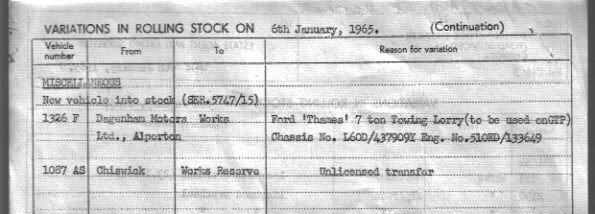 VARIATIONS IN ROLLING STOCK ON 6th January, 1965. (Continuation)
Vehicle number From To Reason for variation
MISCELLANEOUS
New vehicle into stock (SER.5747/15)
1326 F Dagenham Motors Works Ford 'Thames' 7 ton Towing Lorry(to be used onGTP)
Ltd., Alperton Chassis No. L60D/437909Y Eng. No.510ED/133649
1087 AS Chiswick Works Reserve Unlicensed transfer